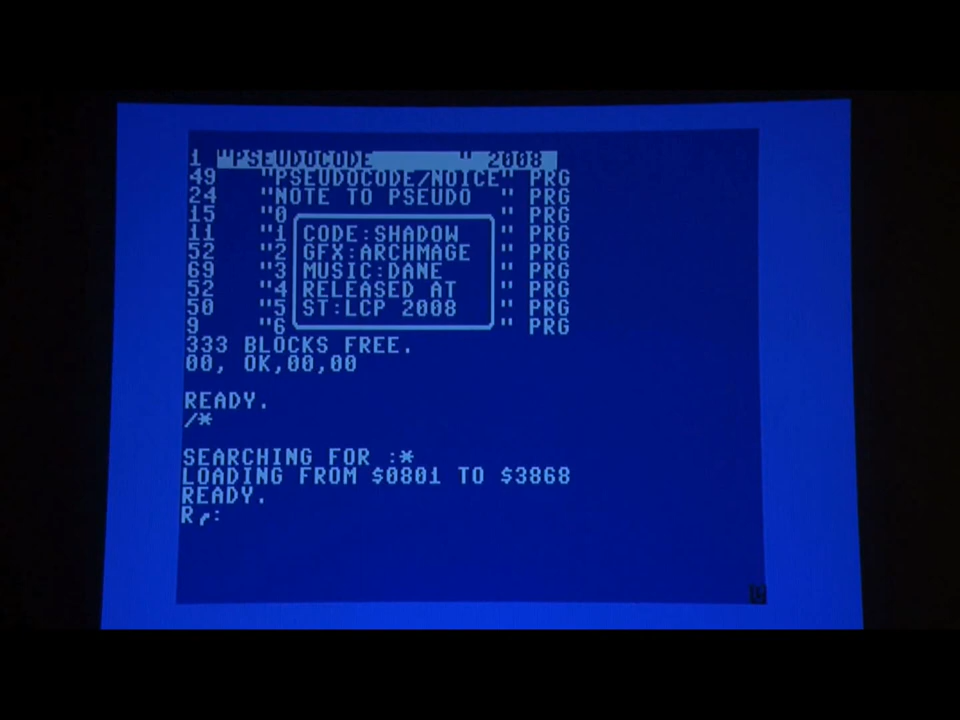 1 "PSEUDOCODE " 2008
49 "PSEUDOCODE/NOICE" PRG
24 "NOTE TO PSEUDO " PRG
15 "0 " PRG
11 "1 CODE:SHADOW " PRG
52 "2 GFX:ARCHMAGE " PRG
69 "3 MUSIC:DANE " PRG
52 "4 RELEASED AT " PRG
50 "5 ST:LCP 2008 " PRG
9 "6 " PRG
333 BLOCKS FREE.
00, OK,00,00
READY.
/*
SEARCHING FOR :*
LOADING FROM $0801 TO $3868
READY.
R :